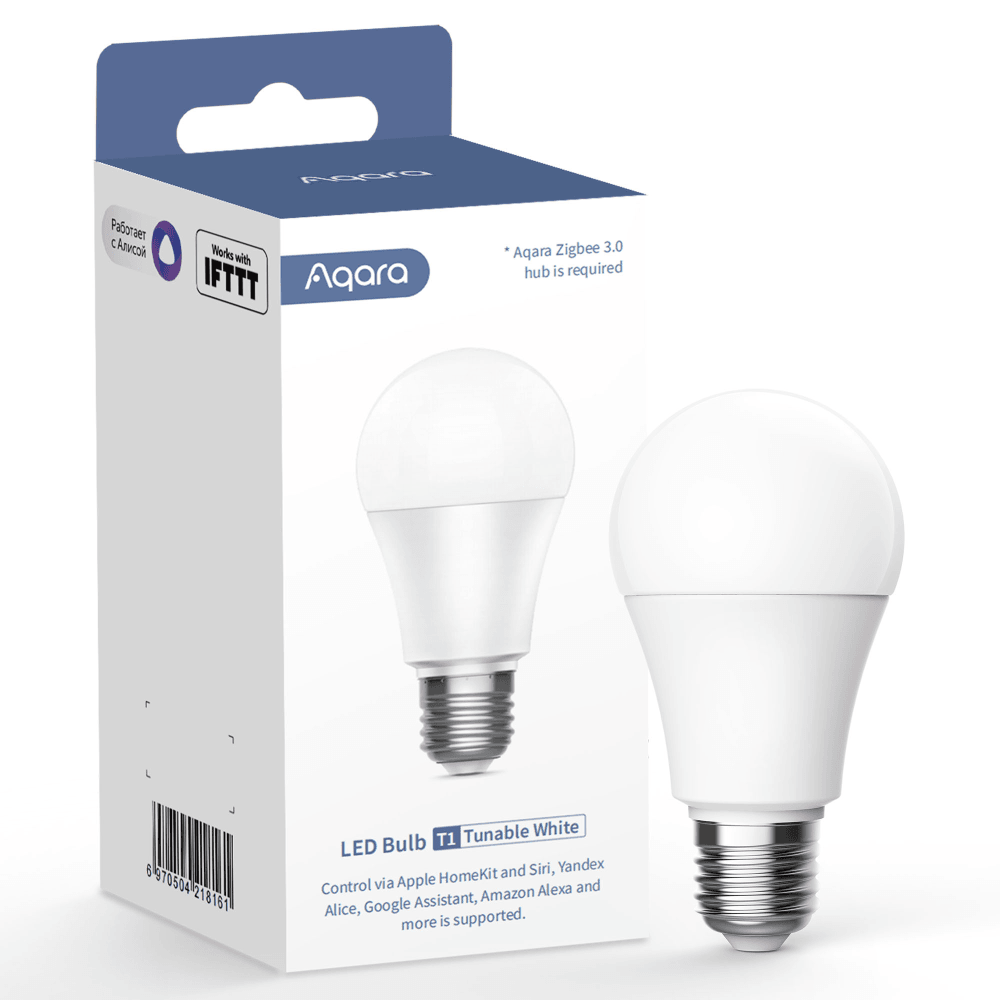 Aqara
Работает
с Алисой
Works with
IFTTT
Aqara
* Aqara Zigbee 3.0
hub is required
LED Bulb T1 Tunable White
Control via Apple HomeKit and Siri, Yandex
Alice, Google Assistant, Amazon Alexa and
more is supported.
6 970504 218161